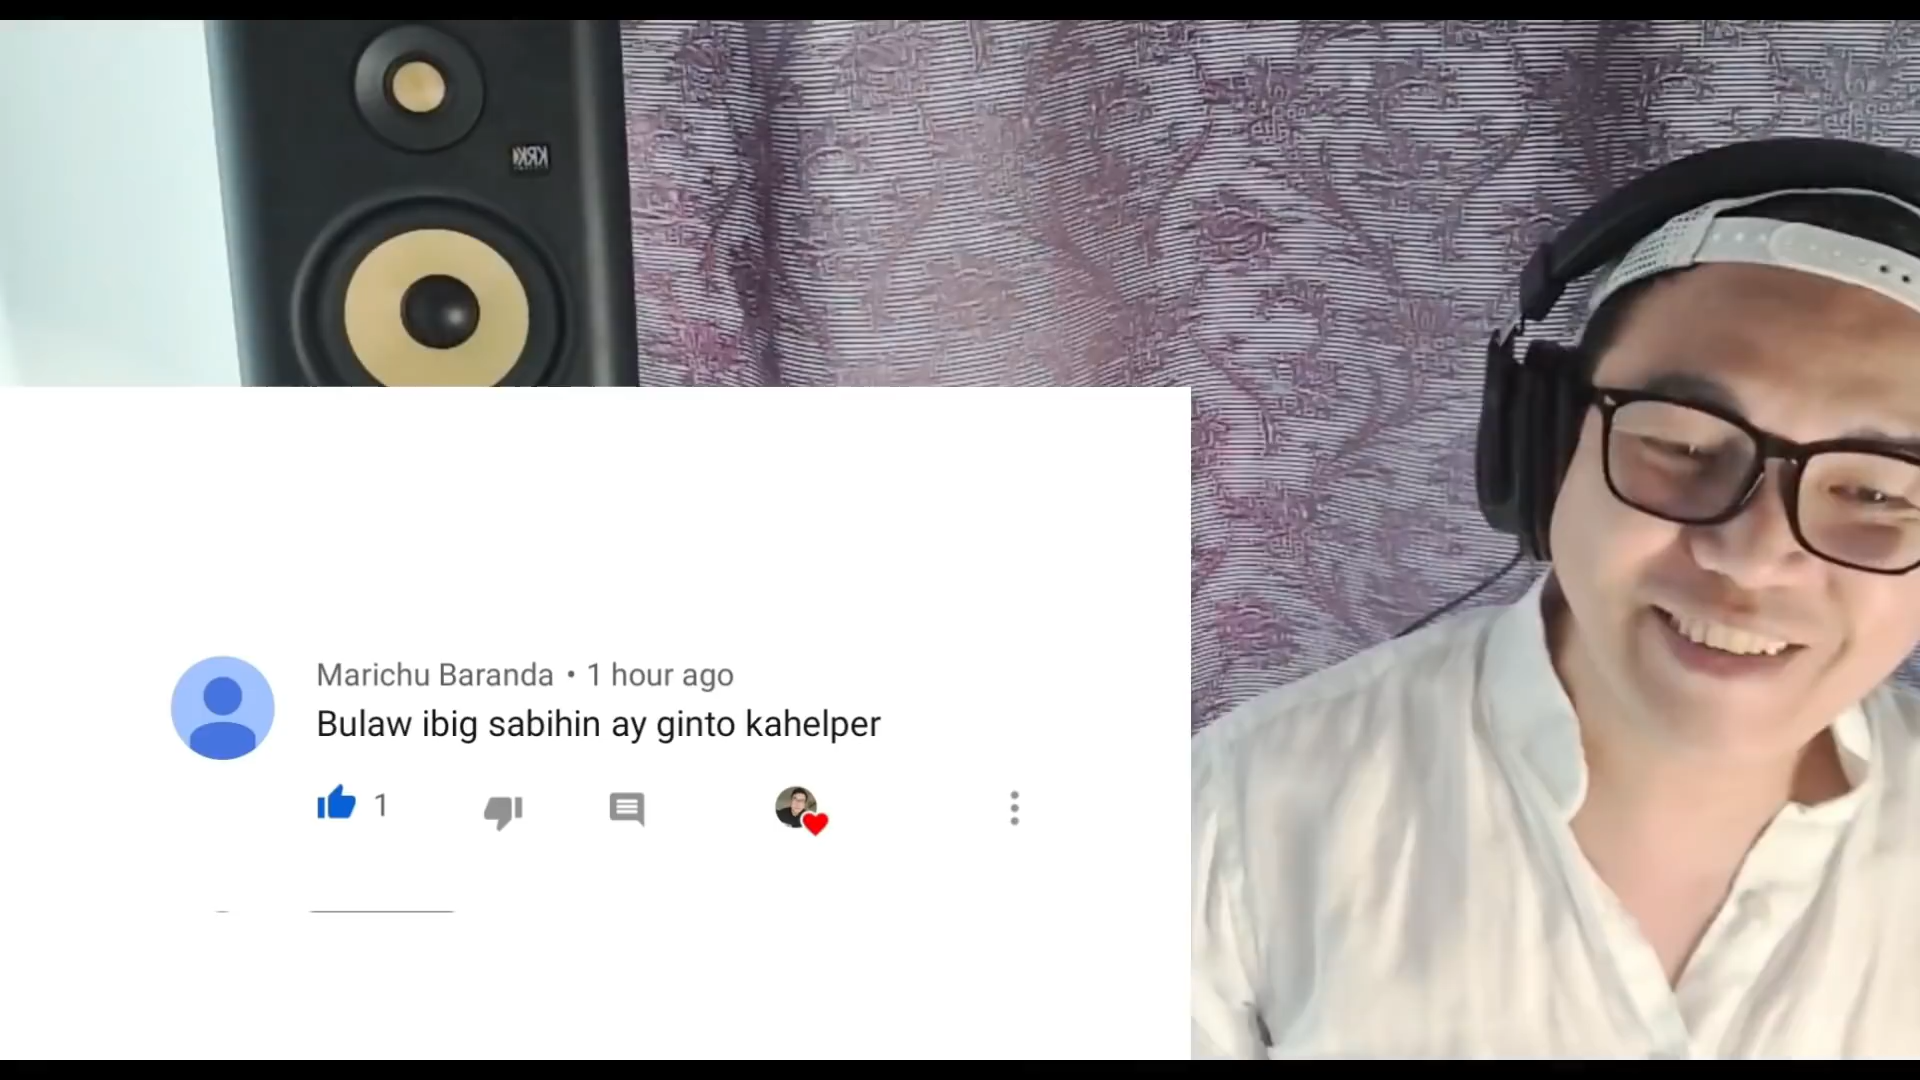 KRK
Marichu Baranda • 1 hour ago
Bulaw ibig sabihin ay ginto kahelper
1